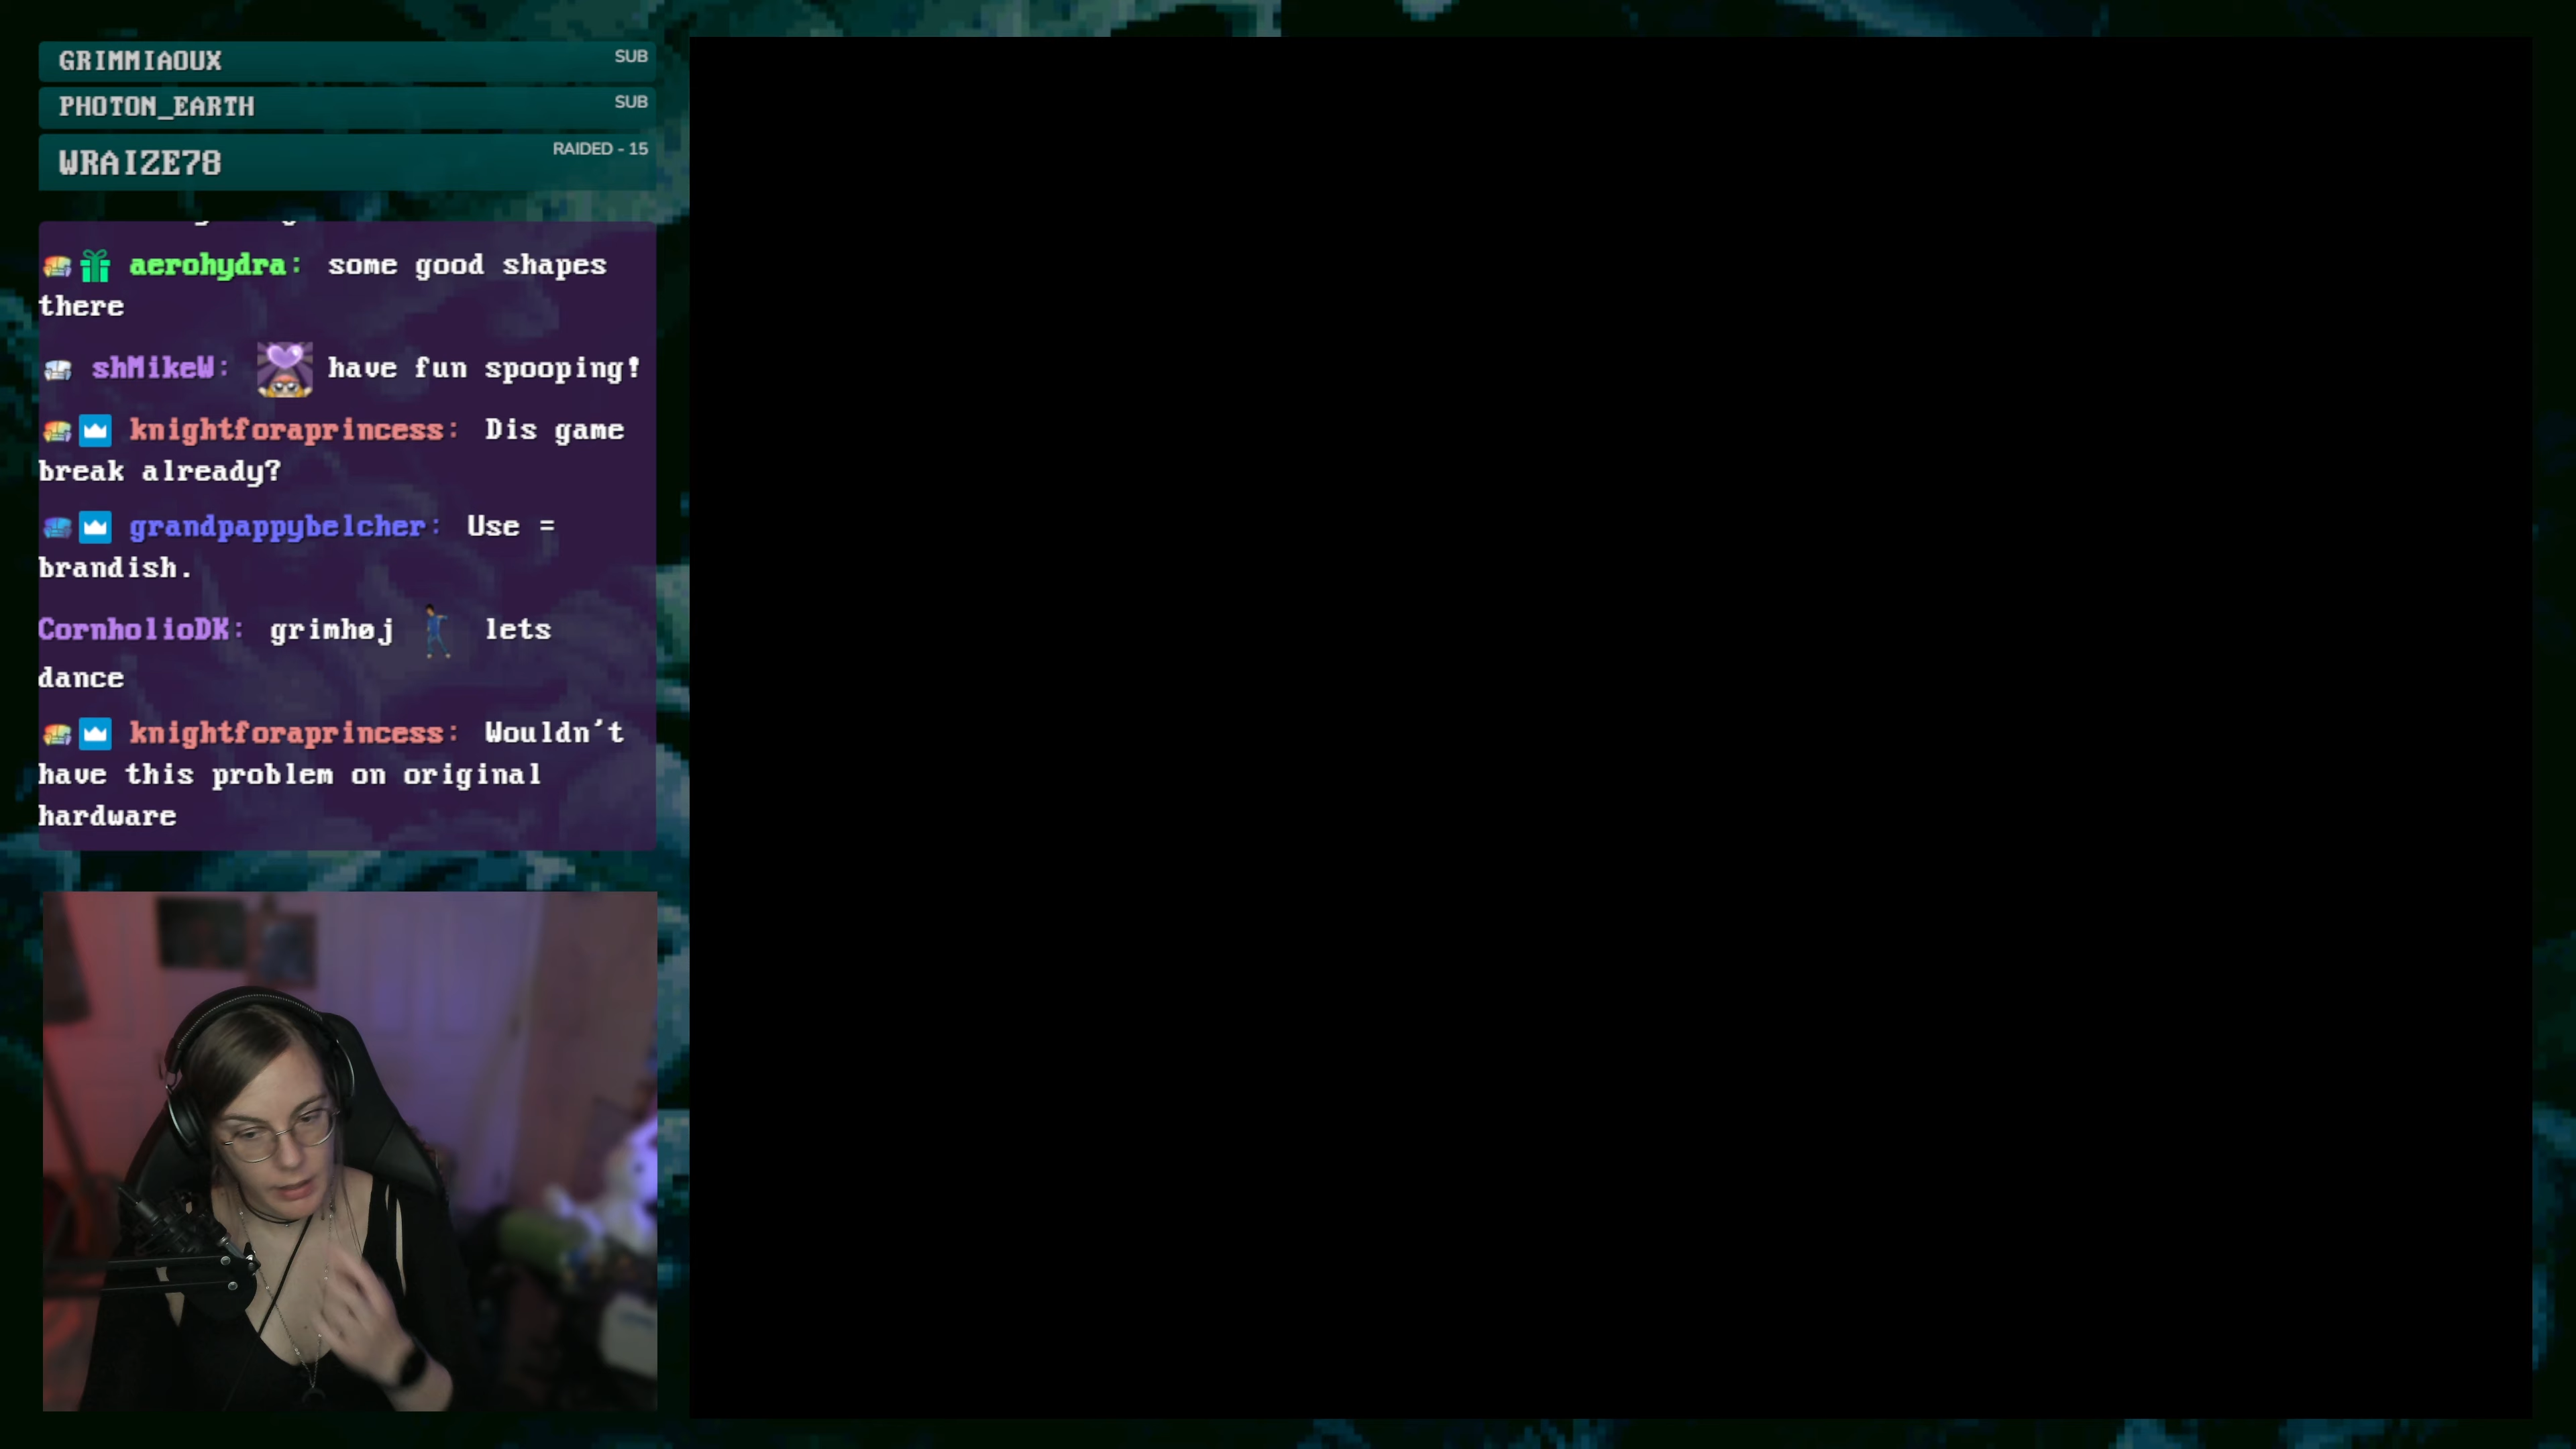 GRIMMIAOUX SUB
PHOTON_EARTH SUB
WRAIZE78 RAIDED - 15
aerohydra: some good shapes
there
shMikeW: have fun spooping!
knightforaprincess: Dis game
break already?
grandpappybelcher: Use =
brandish.
CornholioDK: grimhøj lets
dance
knightforaprincess: Wouldn't
have this problem on original
hardware